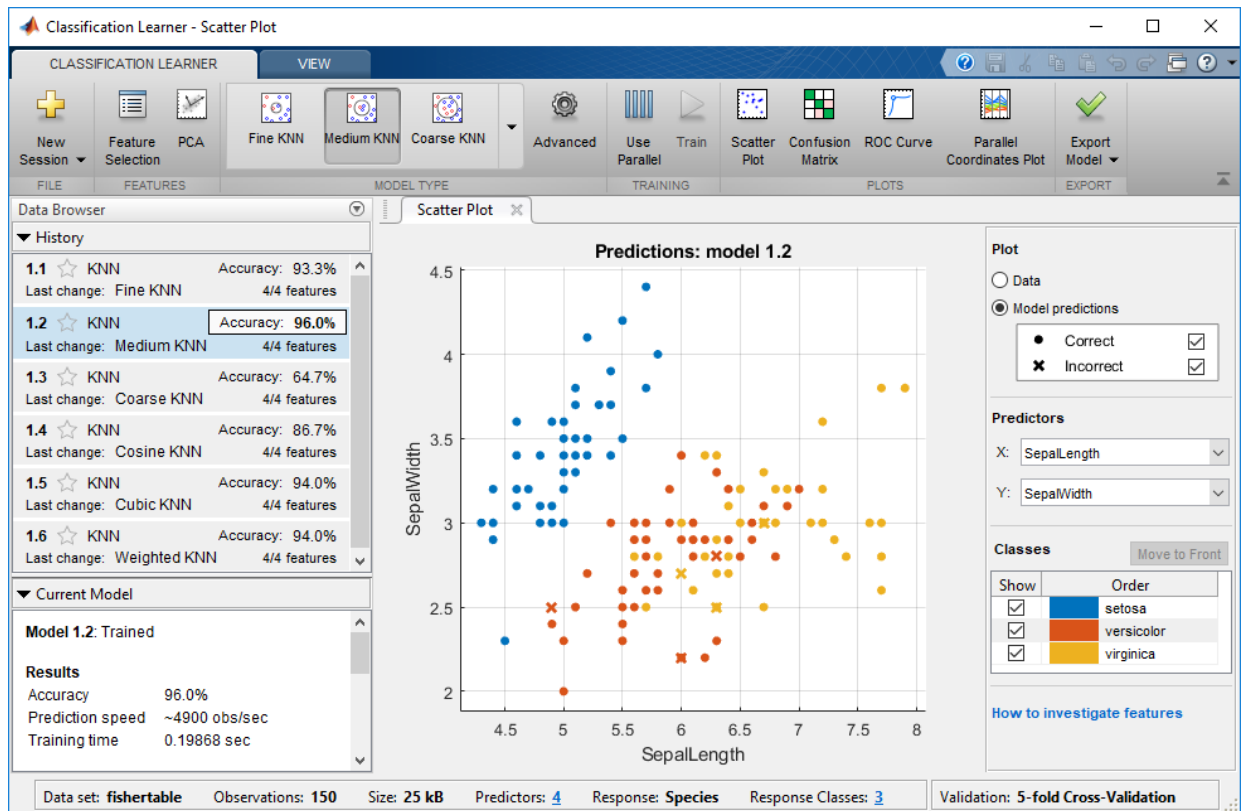 Classification Learner - Scatter Plot
CLASSIFICATION LEARNER VIEW
New Session
Feature Selection
PCA
Fine KNN
Medium KNN
Coarse KNN
Advanced
Use Parallel
Train
Scatter Plot
Confusion Matrix
ROC Curve
Parallel Coordinates Plot
Export Model
FILE FEATURES MODEL TYPE TRAINING PLOTS EXPORT
Data Browser
History
1.1 KNN Accuracy: 93.3%
Last change: Fine KNN 4/4 features
1.2 KNN Accuracy: 96.0%
Last change: Medium KNN 4/4 features
1.3 KNN Accuracy: 64.7%
Last change: Coarse KNN 4/4 features
1.4 KNN Accuracy: 86.7%
Last change: Cosine KNN 4/4 features
1.5 KNN Accuracy: 94.0%
Last change: Cubic KNN 4/4 features
1.6 KNN Accuracy: 94.0%
Last change: Weighted KNN 4/4 features
Current Model
Model 1.2: Trained
Results
Accuracy 96.0%
Prediction speed ~4900 obs/sec
Training time 0.19868 sec
Scatter Plot
Predictions: model 1.2
4.5
4
3.5
3
2.5
2
SepalWidth
4.5 5 5.5 6 6.5 7 7.5 8
SepalLength
Plot
Data
Model predictions
Correct
Incorrect
Predictors
X: SepalLength
Y: SepalWidth
Classes Move to Front
Show Order
setosa
versicolor
virginica
How to investigate features
Data set: fishertable Observations: 150 Size: 25 kB Predictors: 4 Response: Species Response Classes: 3 Validation: 5-fold Cross-Validation